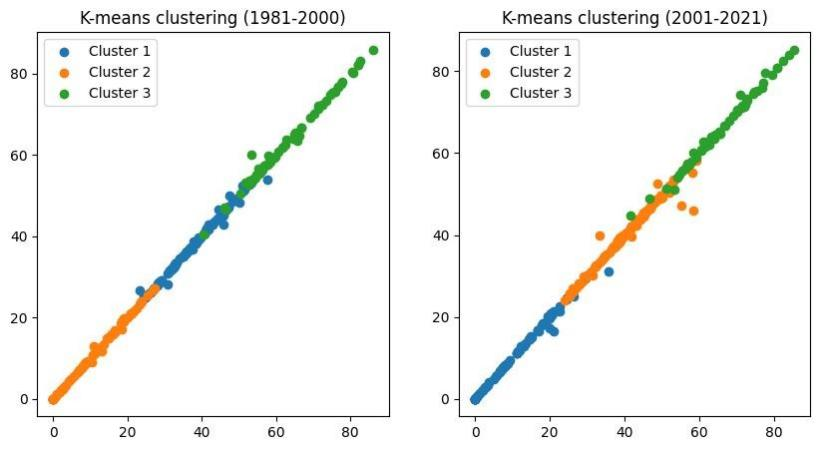 K-means clustering (1981-2000)
Cluster 1
Cluster 2
Cluster 3
80
60
40
20
0
0 20 40 60 80
K-means clustering (2001-2021)
Cluster 1
Cluster 2
Cluster 3
80
60
40
20
0
0 20 40 60 80